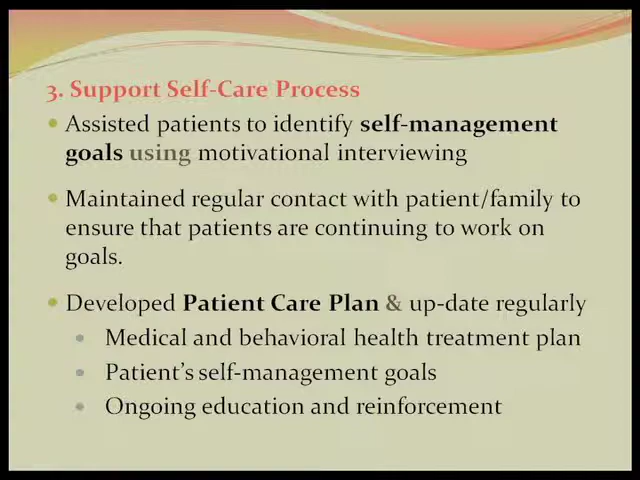 3. Support Self-Care Process
• Assisted patients to identify self-management
goals using motivational interviewing
• Maintained regular contact with patient/family to
ensure that patients are continuing to work on
goals.
• Developed Patient Care Plan & up-date regularly
• Medical and behavioral health treatment plan
• Patient's self-management goals
• Ongoing education and reinforcement